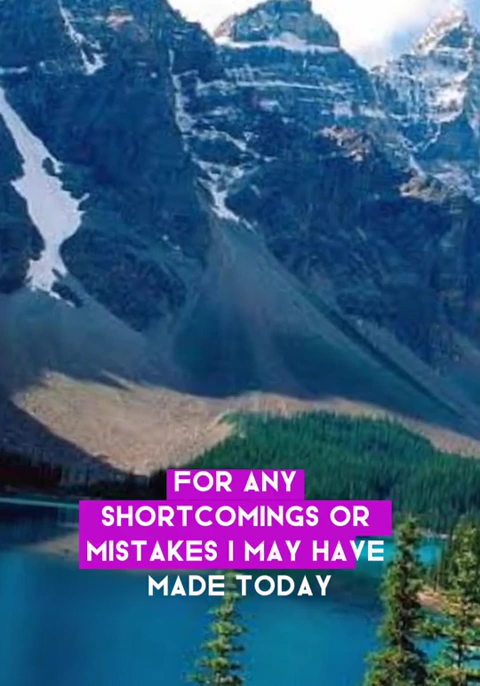 FOR ANY
SHORTCOMINGS OR
MISTAKES I MAY HAVE
MADE TODAY